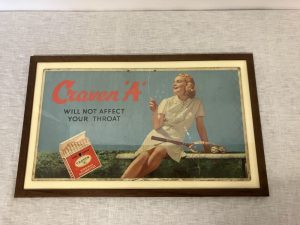 Craven "A"
WILL NOT AFFECT
YOUR THROAT